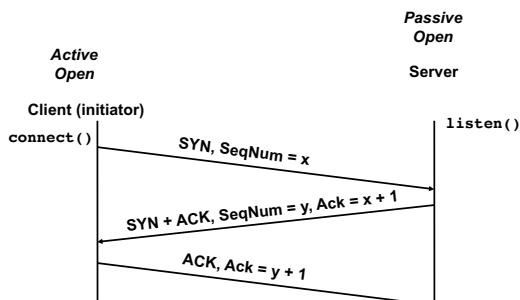 Passive
Open
Active
Open
Server
Client (initiator)
listen()
connect()
SYN, SeqNum = x
SYN + ACK, SeqNum = y, Ack = x + 1
ACK, Ack = y + 1